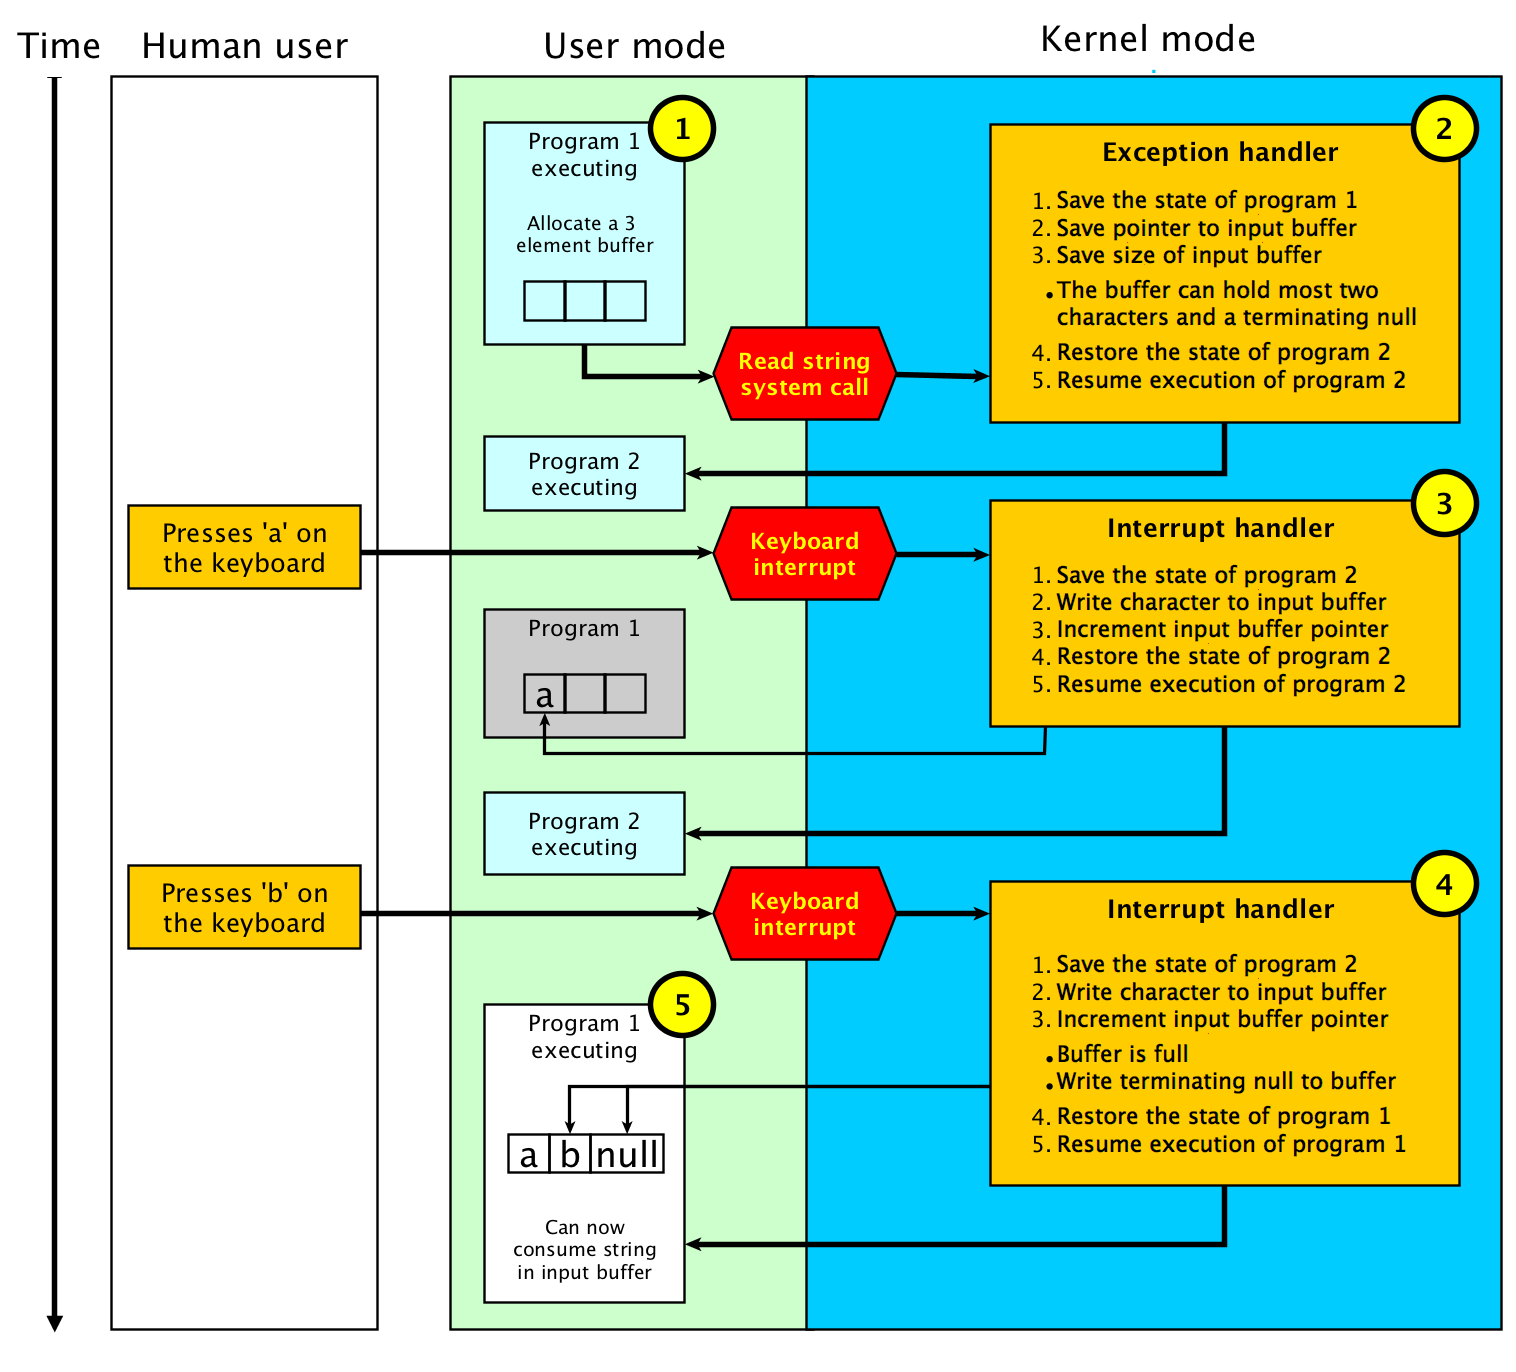 Time
Human user
User mode
Kernel mode
1
Program 1
executing
Allocate a 3
element buffer
2
Exception handler
1. Save the state of program 1
2. Save pointer to input buffer
3. Save size of input buffer
• The buffer can hold most two
characters and a terminating null
4. Restore the state of program 2
5. Resume execution of program 2
Read string
system call
Program 2
executing
Presses 'a' on
the keyboard
Keyboard
interrupt
3
Interrupt handler
1. Save the state of program 2
2. Write character to input buffer
3. Increment input buffer pointer
4. Restore the state of program 2
5. Resume execution of program 2
Program 1
a
Program 2
executing
Presses 'b' on
the keyboard
Keyboard
interrupt
4
Interrupt handler
1. Save the state of program 2
2. Write character to input buffer
3. Increment input buffer pointer
• Buffer is full
• Write terminating null to buffer
4. Restore the state of program 1
5. Resume execution of program 1
5
Program 1
executing
a b null
Can now
consume string
in input buffer